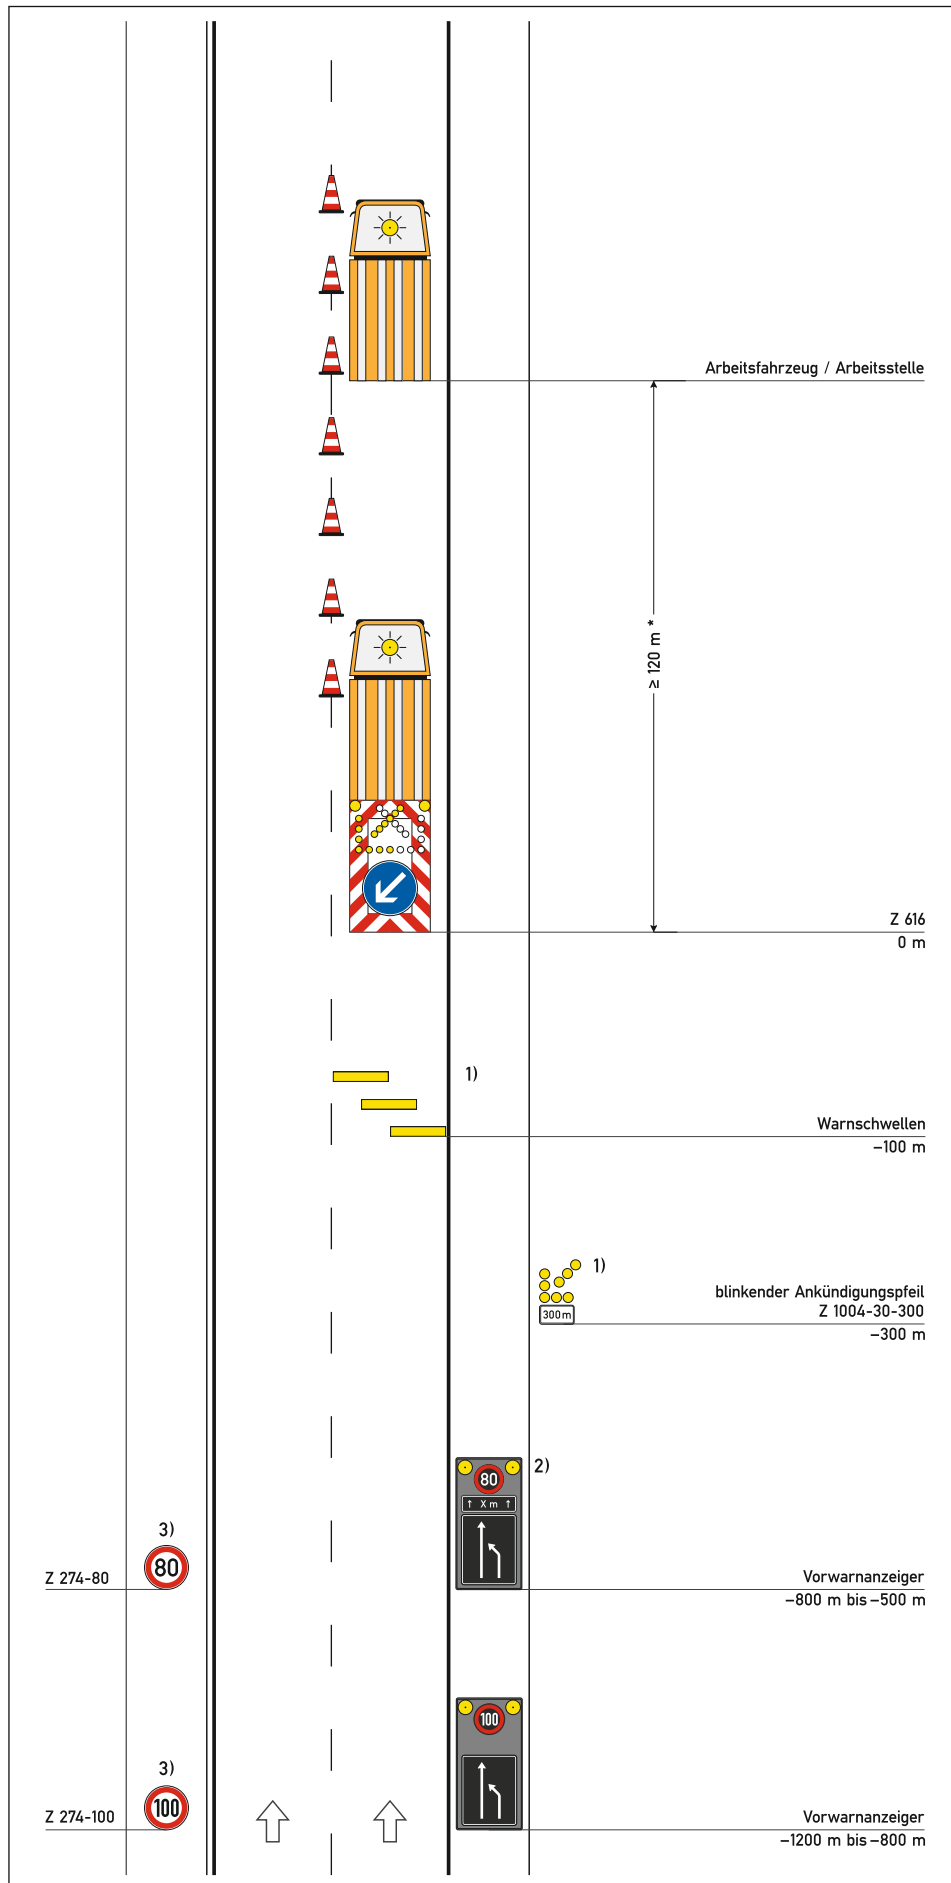 Arbeitsfahrzeug / Arbeitsstelle
≥ 120 m *
Z 616
0 m
1)
Warnschwellen
–100 m
1)
300 m
blinkender Ankündigungspfeil
Z 1004-30-300
–300 m
2)
80
↑ X m ↑
3)
80
Z 274-80
Vorwarnanzeiger
–800 m bis –500 m
100
3)
100
Z 274-100
Vorwarnanzeiger
–1200 m bis –800 m